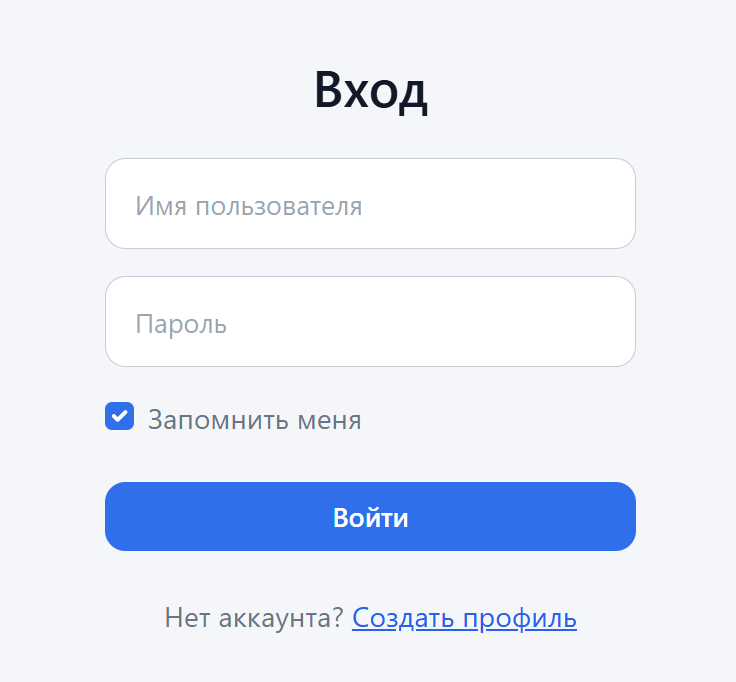 Вход
Имя пользователя
Пароль
Запомнить меня
Войти
Нет аккаунта? Создать профиль